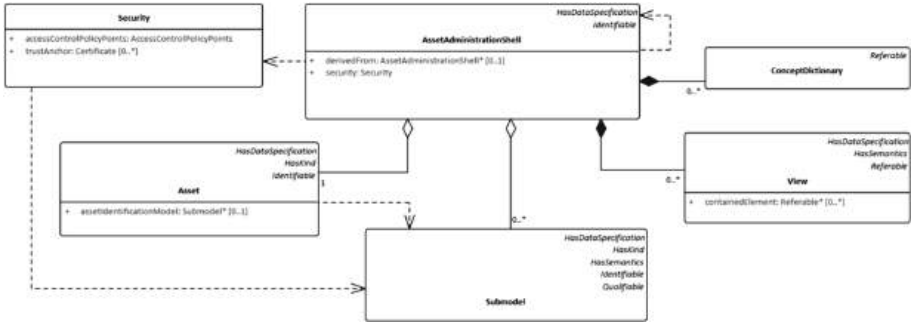 Security
+ accessControlPolicyPoints: AccessControlPolicyPoints
+ trustAnchor: Certificate [0..*]
HasDataSpecification
Identifiable
AssetAdministrationShell
+ derivedFrom: AssetAdministrationShell* [0..1]
+ security: Security
Referable
ConceptDictionary
0..*
HasDataSpecification
HasKind
Identifiable
Asset
+ assetIdentificationModel: Submodel* [0..1]
1
HasDataSpecification
HasSemantics
Referable
View
+ containedElement: Referable* [0..*]
0..*
0..*
HasDataSpecification
HasKind
HasSemantics
Identifiable
Qualifiable
Submodel